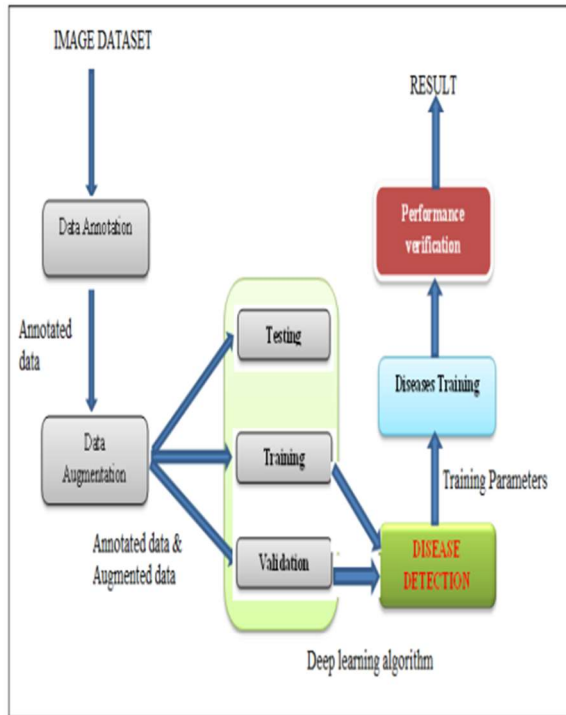 IMAGE DATASET
Data Annotation
Annotated
data
Data
Augmentation
Annotated data &
Augmented data
Testing
Training
Validation
Deep learning algorithm
DISEASE
DETECTION
Training Parameters
Diseases Training
Performance
verification
RESULT